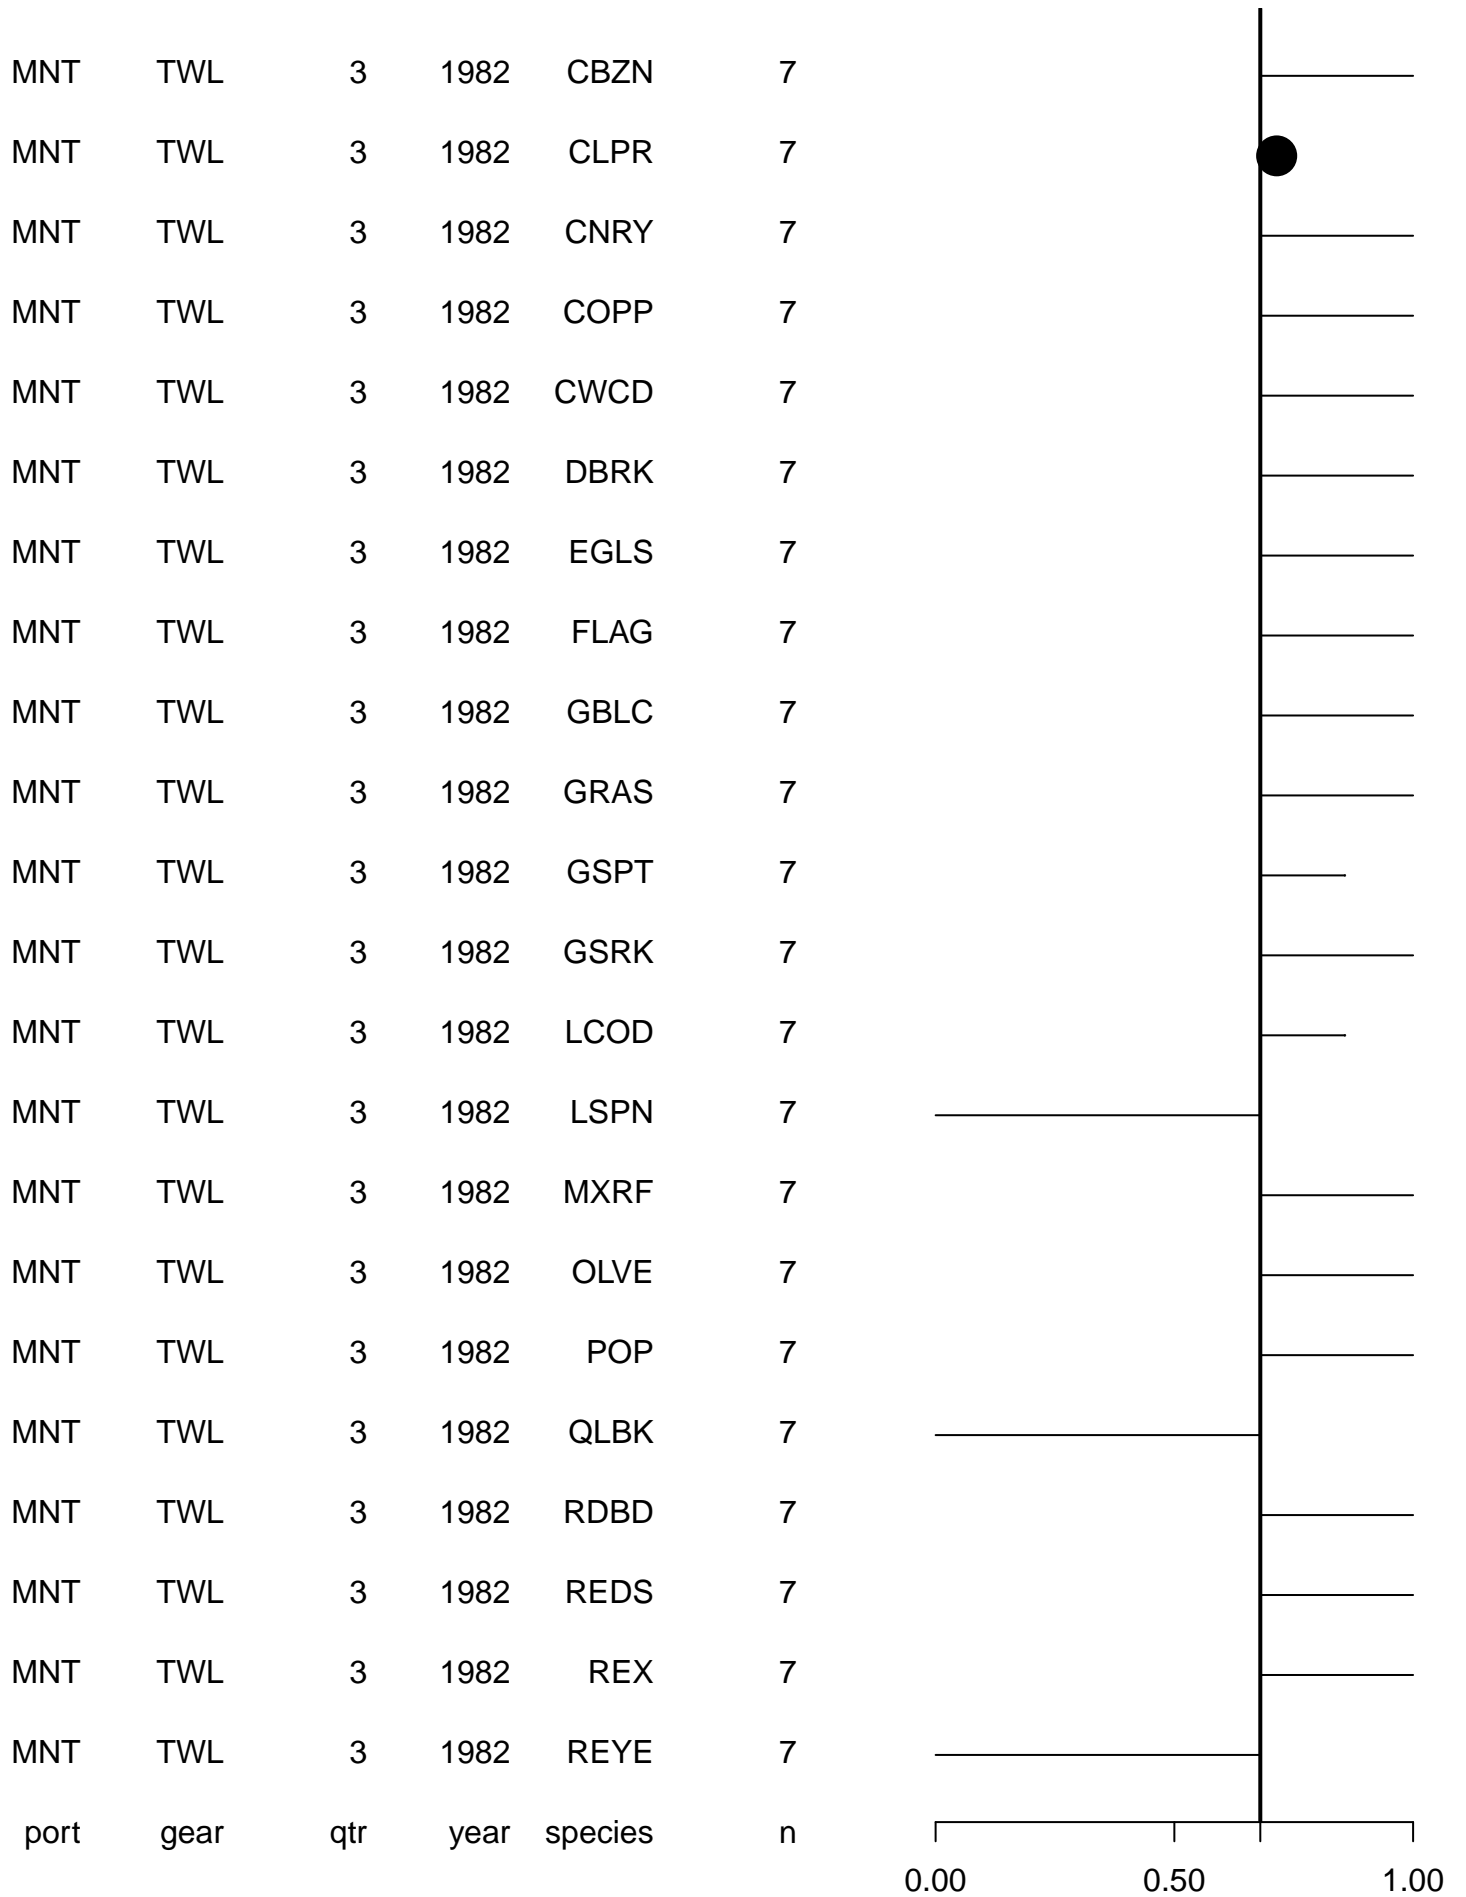 MNT TWL 3 1982 CBZN 7
MNT TWL 3 1982 CLPR 7
MNT TWL 3 1982 CNRY 7
MNT TWL 3 1982 COPP 7
MNT TWL 3 1982 CWCD 7
MNT TWL 3 1982 DBRK 7
MNT TWL 3 1982 EGLS 7
MNT TWL 3 1982 FLAG 7
MNT TWL 3 1982 GBLC 7
MNT TWL 3 1982 GRAS 7
MNT TWL 3 1982 GSPT 7
MNT TWL 3 1982 GSRK 7
MNT TWL 3 1982 LCOD 7
MNT TWL 3 1982 LSPN 7
MNT TWL 3 1982 MXRF 7
MNT TWL 3 1982 OLVE 7
MNT TWL 3 1982 POP 7
MNT TWL 3 1982 QLBK 7
MNT TWL 3 1982 RDBD 7
MNT TWL 3 1982 REDS 7
MNT TWL 3 1982 REX 7
MNT TWL 3 1982 REYE 7
port gear qtr year species n
0.00 0.50 1.00